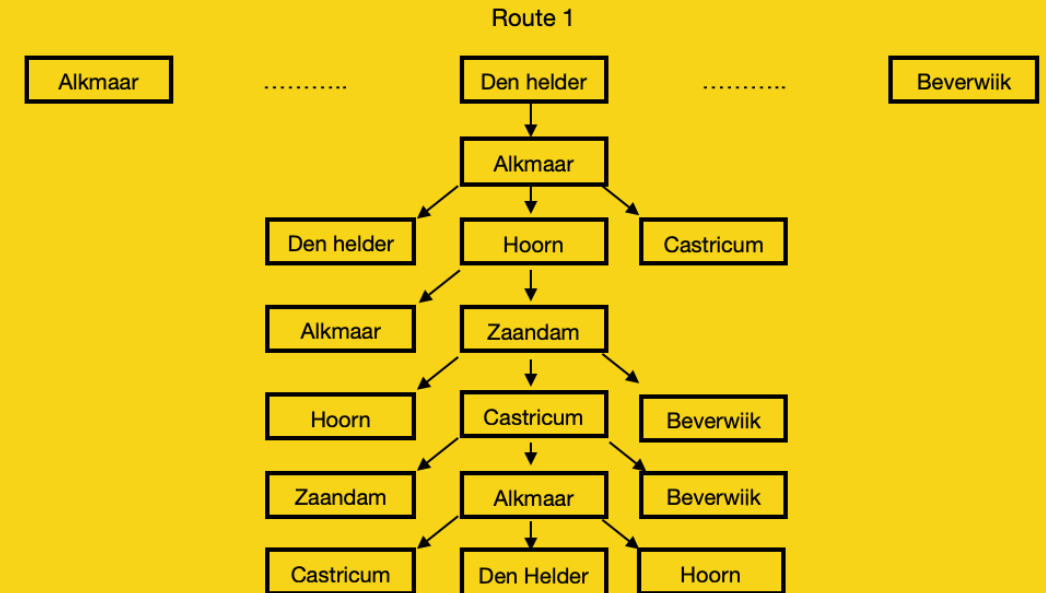 Route 1
Alkmaar ........... Den helder ........... Beverwiik
Alkmaar
Den helder Hoorn Castricum
Alkmaar Zaandam
Hoorn Castricum Beverwiik
Zaandam Alkmaar Beverwiik
Castricum Den Helder Hoorn